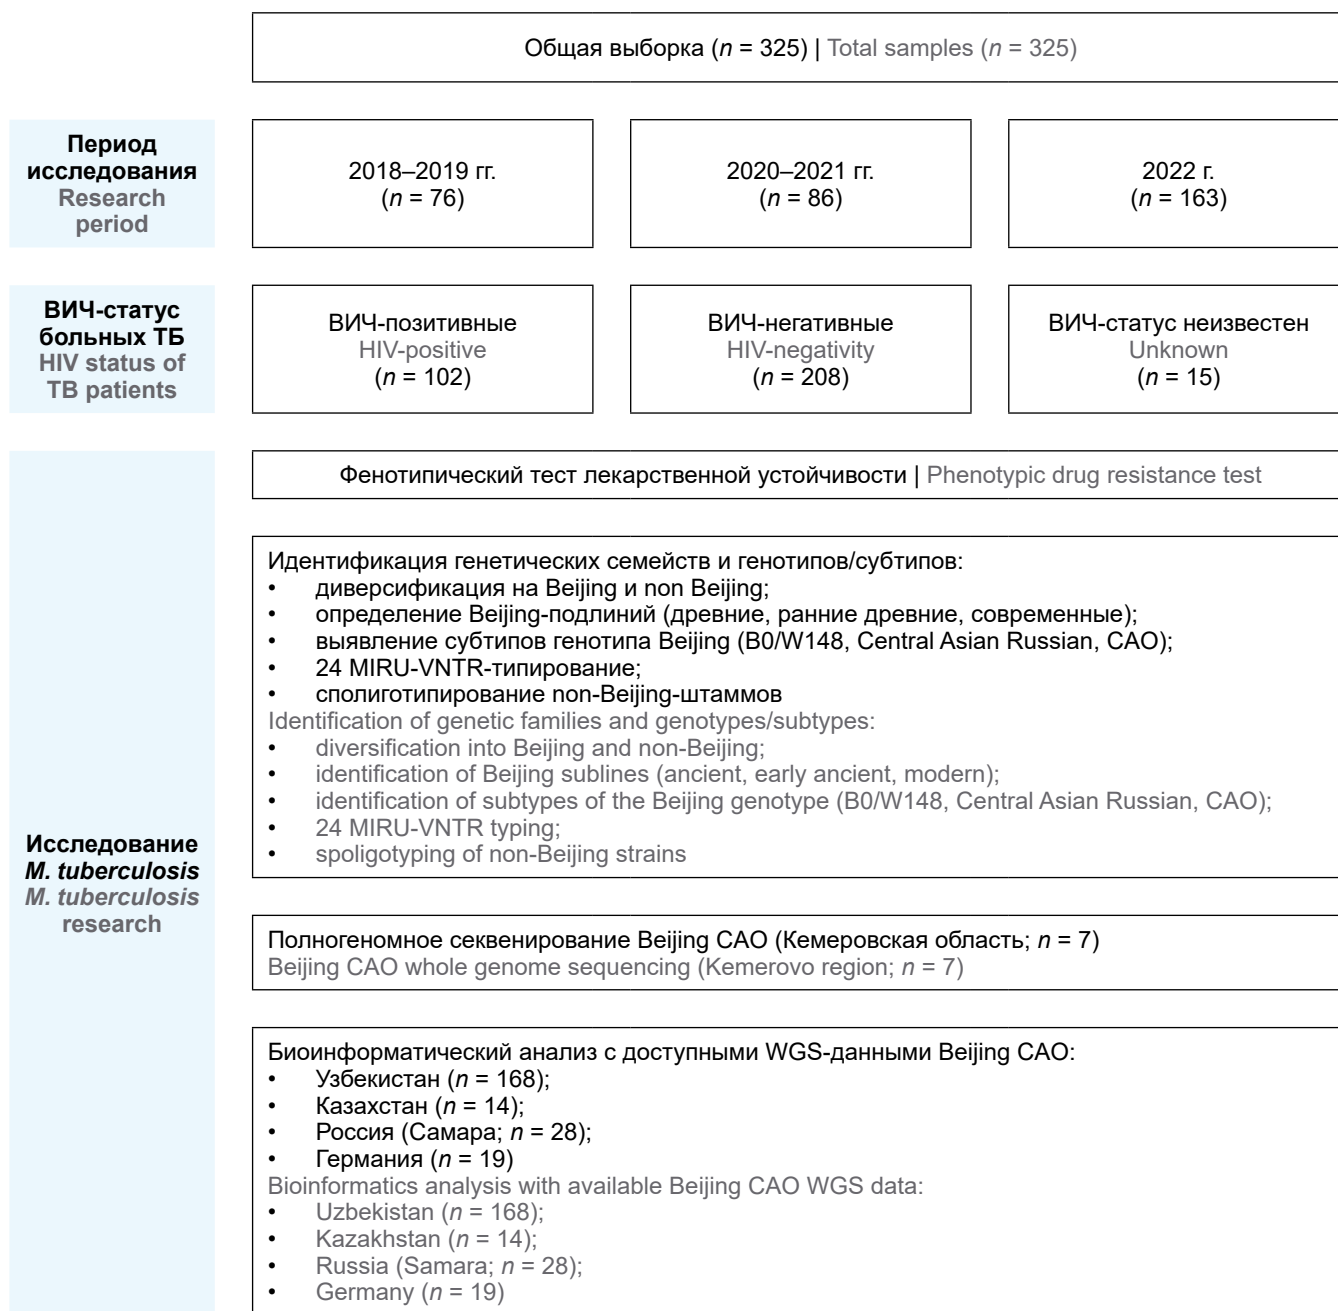 Общая выборка (n = 325) | Total samples (n = 325)
Период
исследования
Research
period
2018–2019 гг.
(n = 76)
2020–2021 гг.
(n = 86)
2022 г.
(n = 163)
ВИЧ-статус
больных ТБ
HIV status of
TB patients
ВИЧ-позитивные
HIV-positive
(n = 102)
ВИЧ-негативные
HIV-negativity
(n = 208)
ВИЧ-статус неизвестен
Unknown
(n = 15)
Исследование
M. tuberculosis
M. tuberculosis
research
Фенотипический тест лекарственной устойчивости | Phenotypic drug resistance test
Идентификация генетических семейств и генотипов/субтипов:
• диверсификация на Beijing и non Beijing;
• определение Beijing-подлиний (древние, ранние древние, современные);
• выявление субтипов генотипа Beijing (B0/W148, Central Asian Russian, CAO);
• 24 MIRU-VNTR-типирование;
• сполиготипирование non-Beijing-штаммов
Identification of genetic families and genotypes/subtypes:
• diversification into Beijing and non-Beijing;
• identification of Beijing sublines (ancient, early ancient, modern);
• identification of subtypes of the Beijing genotype (B0/W148, Central Asian Russian, CAO);
• 24 MIRU-VNTR typing;
• spoligotyping of non-Beijing strains
Полногеномное секвенирование Beijing CAO (Кемеровская область; n = 7)
Beijing CAO whole genome sequencing (Kemerovo region; n = 7)
Биоинформатический анализ с доступными WGS-данными Beijing CAO:
• Узбекистан (n = 168);
• Казахстан (n = 14);
• Россия (Самара; n = 28);
• Германия (n = 19)
Bioinformatics analysis with available Beijing CAO WGS data:
• Uzbekistan (n = 168);
• Kazakhstan (n = 14);
• Russia (Samara; n = 28);
• Germany (n = 19)